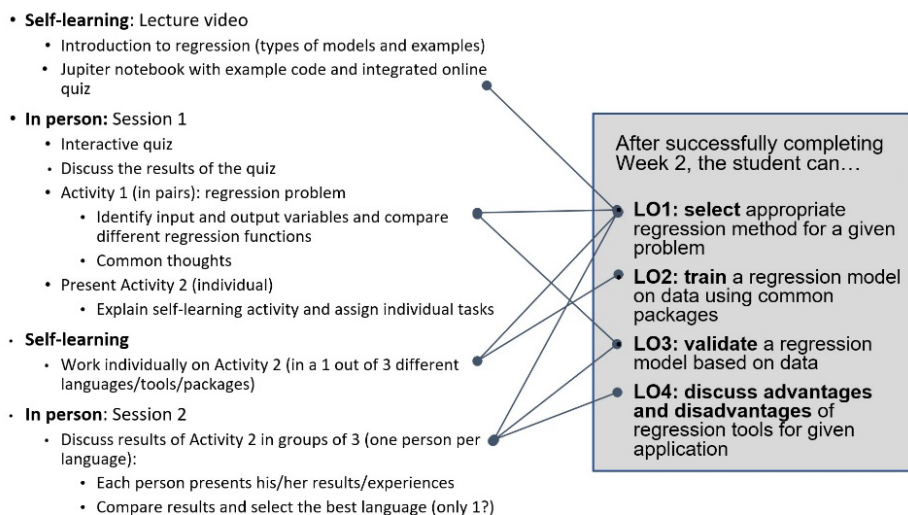 • Self-learning: Lecture video
• Introduction to regression (types of models and examples)
• Jupiter notebook with example code and integrated online
quiz
• In person: Session 1
• Interactive quiz
• Discuss the results of the quiz
• Activity 1 (in pairs): regression problem
• Identify input and output variables and compare
different regression functions
• Common thoughts
• Present Activity 2 (individual)
• Explain self-learning activity and assign individual tasks
• Self-learning
• Work individually on Activity 2 (in a 1 out of 3 different
languages/tools/packages)
• In person: Session 2
• Discuss results of Activity 2 in groups of 3 (one person per
language):
• Each person presents his/her results/experiences
• Compare results and select the best language (only 1?)
After successfully completing
Week 2, the student can…
• LO1: select appropriate
regression method for a given
problem
• LO2: train a regression model
on data using common
packages
• LO3: validate a regression
model based on data
• LO4: discuss advantages
and disadvantages of
regression tools for given
application